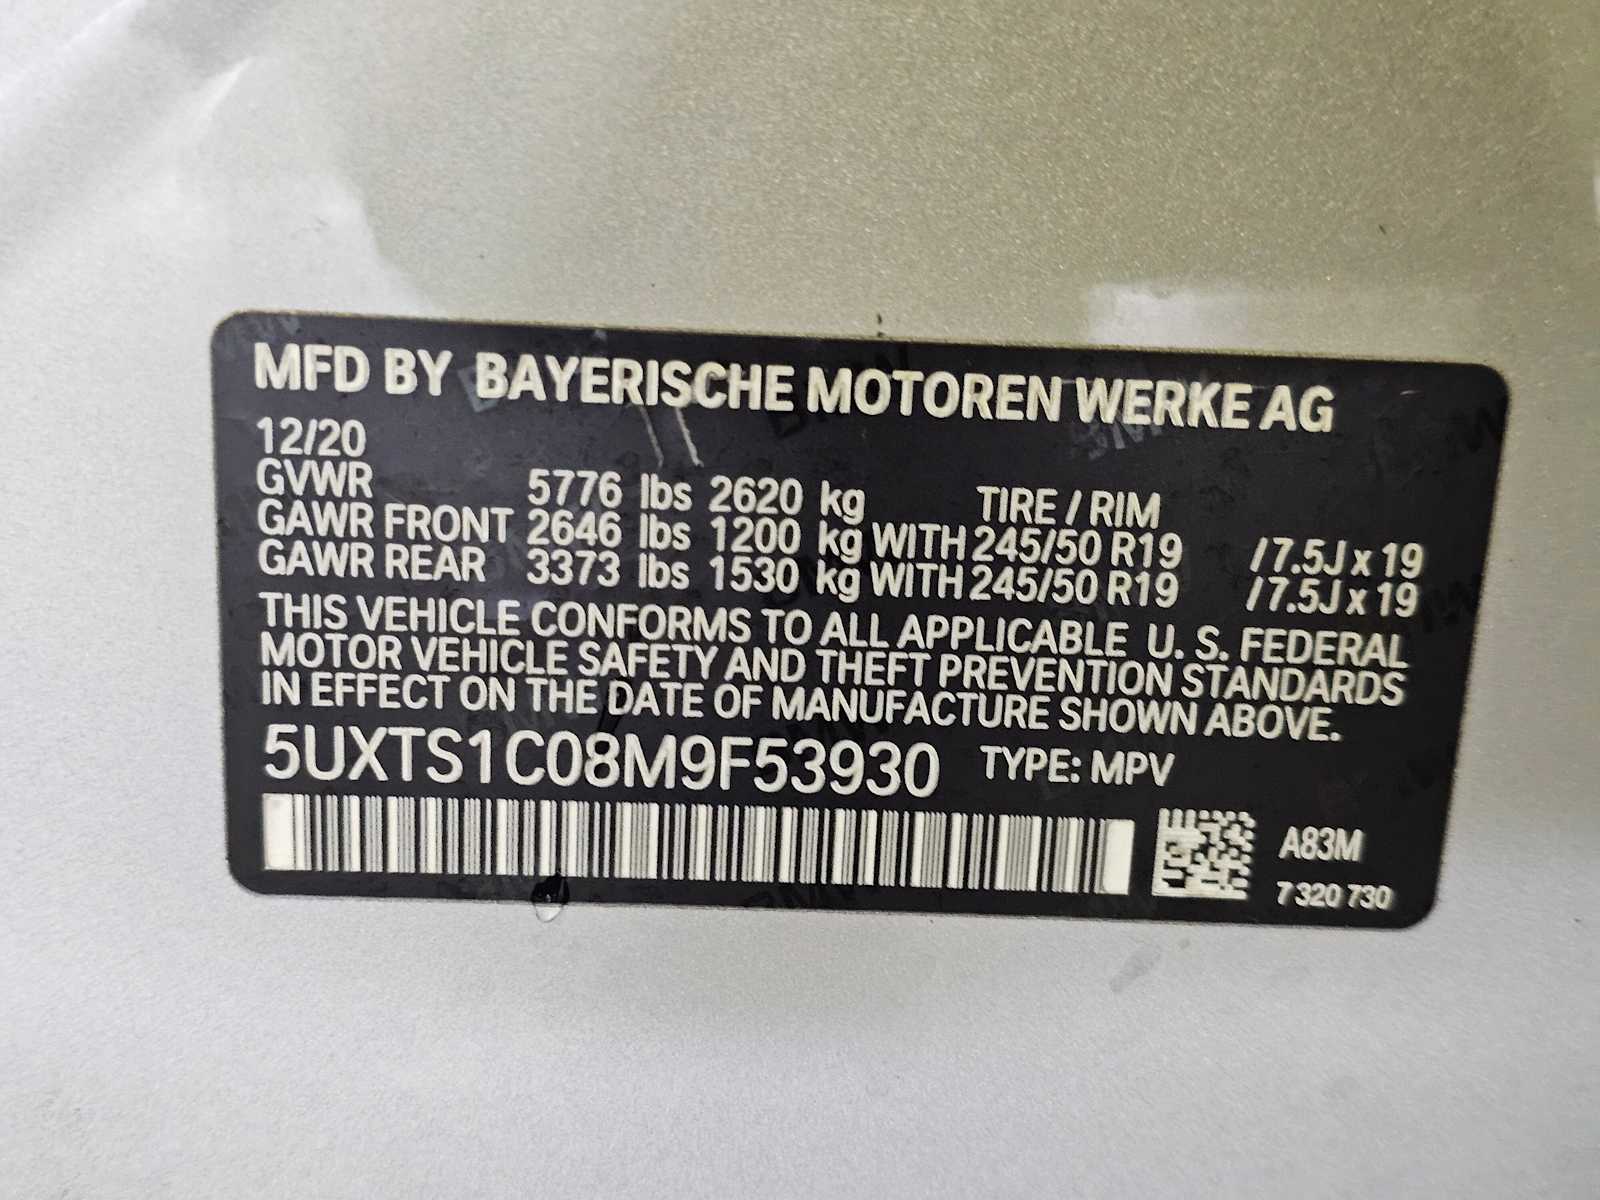 MFD BY BAYERISCHE MOTOREN WERKE AG
12/20
GVWR 5776 lbs 2620 kg TIRE / RIM
GAWR FRONT 2646 lbs 1200 kg WITH 245/50 R19 /7.5J x 19
GAWR REAR 3373 lbs 1530 kg WITH 245/50 R19 /7.5J x 19
THIS VEHICLE CONFORMS TO ALL APPLICABLE U. S. FEDERAL
MOTOR VEHICLE SAFETY AND THEFT PREVENTION STANDARDS
IN EFFECT ON THE DATE OF MANUFACTURE SHOWN ABOVE.
5UXTS1C08M9F53930 TYPE: MPV
A83M
7 320 730